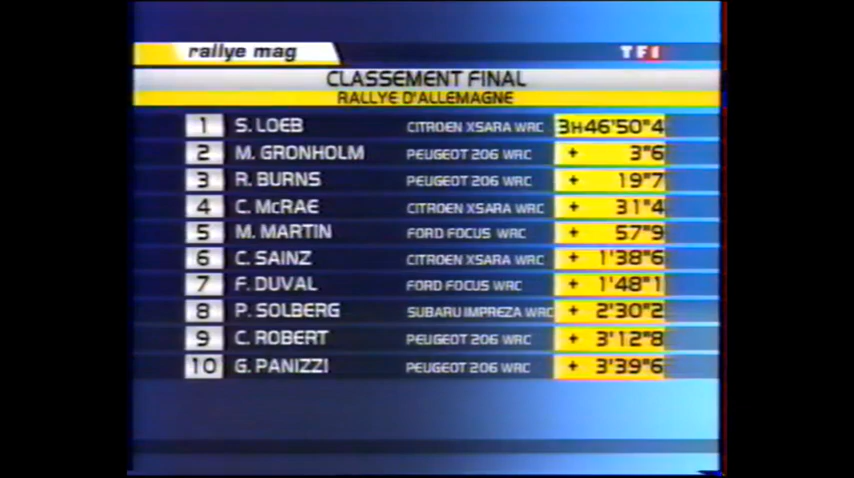 rallye mag TF1
CLASSEMENT FINAL
RALLYE D'ALLEMAGNE
1 S. LOEB CITROEN XSARA WRC 3H46'50"4
2 M. GRONHOLM PEUGEOT 206 WRC + 3"6
3 R. BURNS PEUGEOT 206 WRC + 19"7
4 C. McRAE CITROEN XSARA WRC + 31"4
5 M. MARTIN FORD FOCUS WRC + 57"9
6 C. SAINZ CITROEN XSARA WRC + 1'38"6
7 F. DUVAL FORD FOCUS WRC + 1'48"1
8 P. SOLBERG SUBARU IMPREZA WRC + 2'30"2
9 C. ROBERT PEUGEOT 206 WRC + 3'12"8
10 G. PANIZZI PEUGEOT 206 WRC + 3'39"6